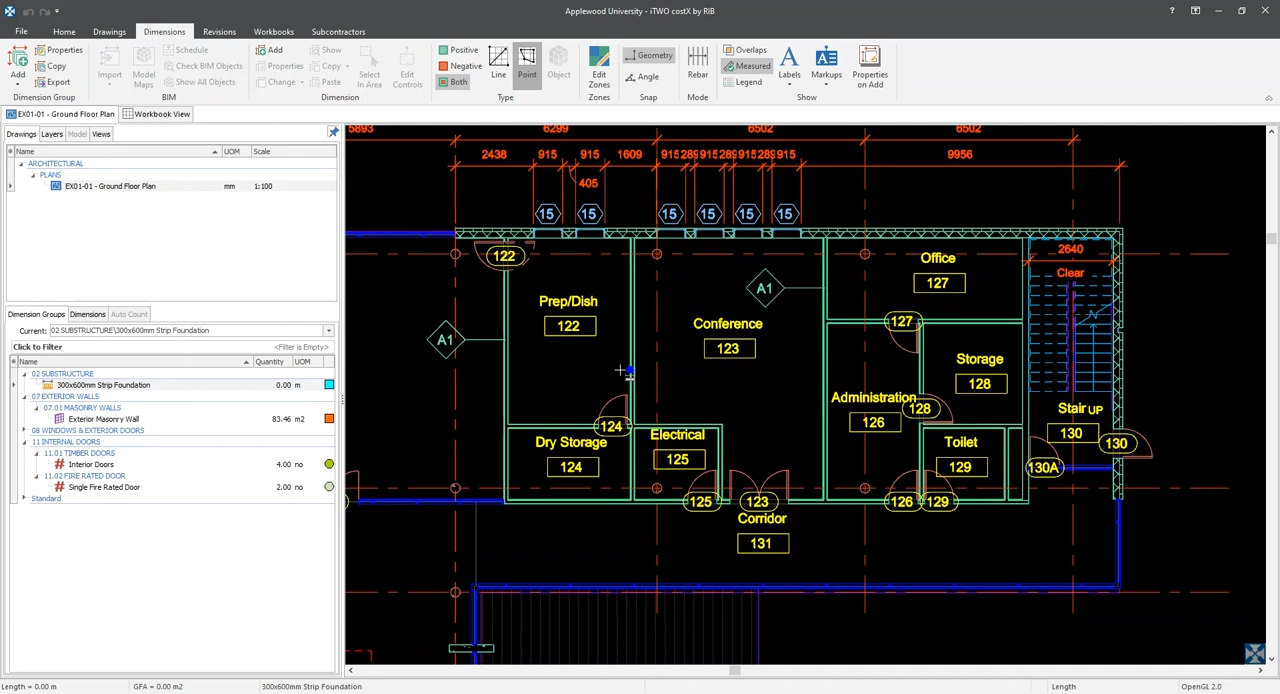 Applewood University - iTWO costX by RIB
File Home Drawings Dimensions Revisions Workbooks Subcontractors
Add Properties Copy Export Dimension Group
Import Model Maps Schedule Check BIM Objects Show All Objects BIM
Add Properties Change Show Copy Paste Select In Area Edit Controls Dimension
Positive Negative Both Line Point Object Type
Edit Zones Zones
Geometry Angle Snap
Rebar Mode
Overlaps Measured Legend Labels Markups Properties on Add Show
EX01-01 - Ground Floor Plan Workbook View
Drawings Layers Model Views
Name UOM Scale
ARCHITECTURAL
PLANS
EX01-01 - Ground Floor Plan mm 1:100
Dimension Groups Dimensions Auto Count
Current: 02 SUBSTRUCTURE\300x600mm Strip Foundation
Click to Filter <Filter is Empty>
Name Quantity UOM
02 SUBSTRUCTURE
300x600mm Strip Foundation 0.00 m
07 EXTERIOR WALLS
07.01 MASONRY WALLS
Exterior Masonry Wall 83.46 m2
08 WINDOWS & EXTERIOR DOORS
11 INTERNAL DOORS
11.01 TIMBER DOORS
Interior Doors 4.00 no
11.02 FIRE RATED DOOR
Single Fire Rated Door 2.00 no
Standard
5893 6299 6502 6502
2438 915 915 1609 915 289 915 289 915 289 915 9956
405
15 15 15 15 15 15
122 2640
Office
127
Clear
A1
Prep/Dish
122
Conference
123
A1
127
Storage
128
Administration
126
128
Stair UP
130
124
Dry Storage
124
Electrical
125
Toilet
129
130
130A
125 123 126 129
Corridor
131
Length = 0.00 m GFA = 0.00 m2 300x600mm Strip Foundation Length OpenGL 2.0